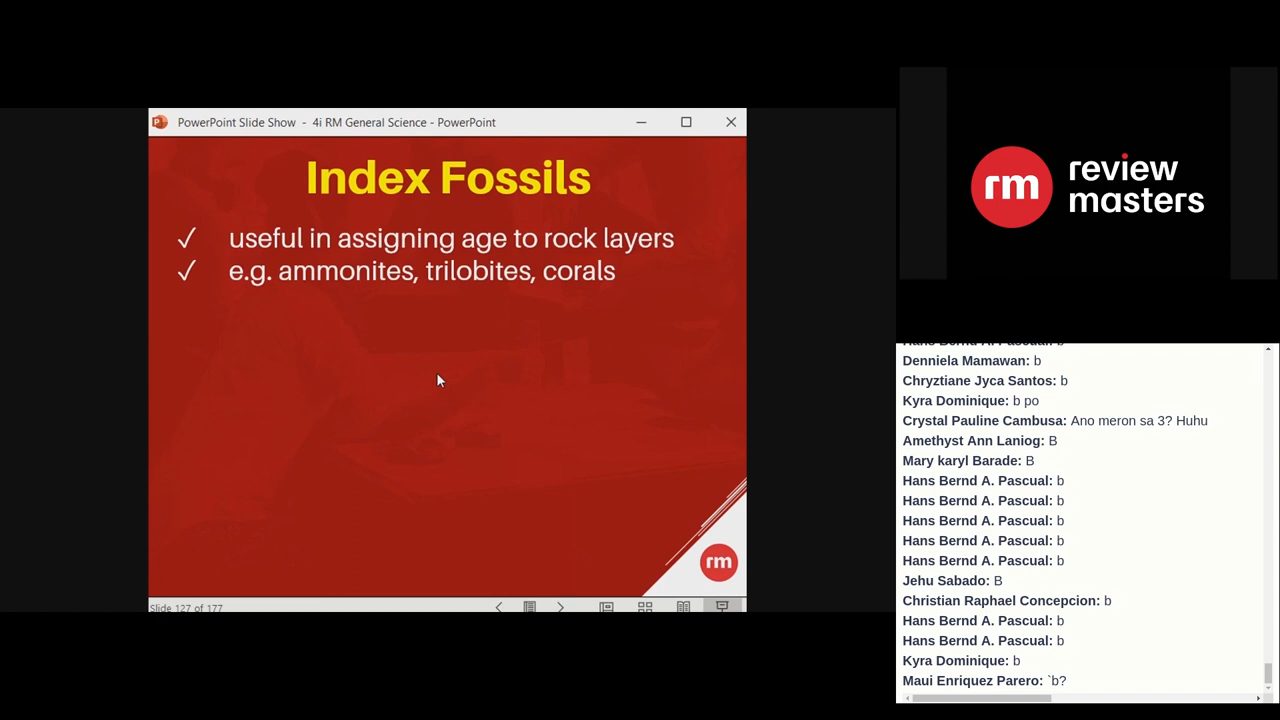 PowerPoint Slide Show - 4i RM General Science - PowerPoint
Index Fossils
✓ useful in assigning age to rock layers
✓ e.g. ammonites, trilobites, corals
rm
Slide 127 of 177
rm review
masters
Hans Bernd A. Pascual: b
Denniela Mamawan: b
Chryztiane Jyca Santos: b
Kyra Dominique: b po
Crystal Pauline Cambusa: Ano meron sa 3? Huhu
Amethyst Ann Laniog: B
Mary karyl Barade: B
Hans Bernd A. Pascual: b
Hans Bernd A. Pascual: b
Hans Bernd A. Pascual: b
Hans Bernd A. Pascual: b
Hans Bernd A. Pascual: b
Jehu Sabado: B
Christian Raphael Concepcion: b
Hans Bernd A. Pascual: b
Hans Bernd A. Pascual: b
Kyra Dominique: b
Maui Enriquez Parero: `b?